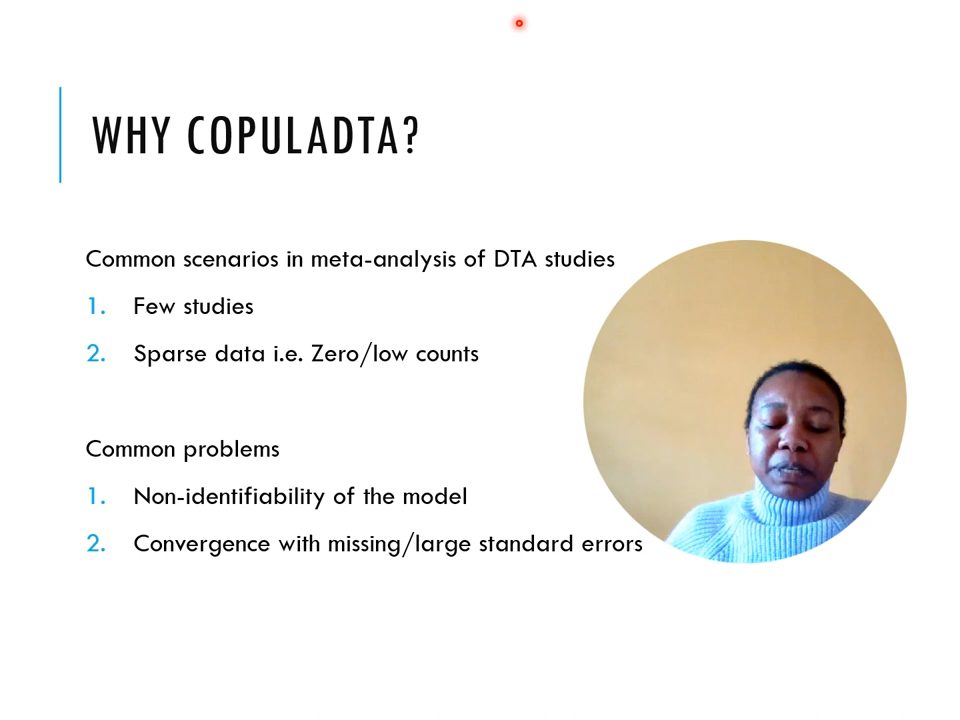 WHY COPULADTA?
Common scenarios in meta-analysis of DTA studies
1. Few studies
2. Sparse data i.e. Zero/low counts
Common problems
1. Non-identifiability of the model
2. Convergence with missing/large standard errors